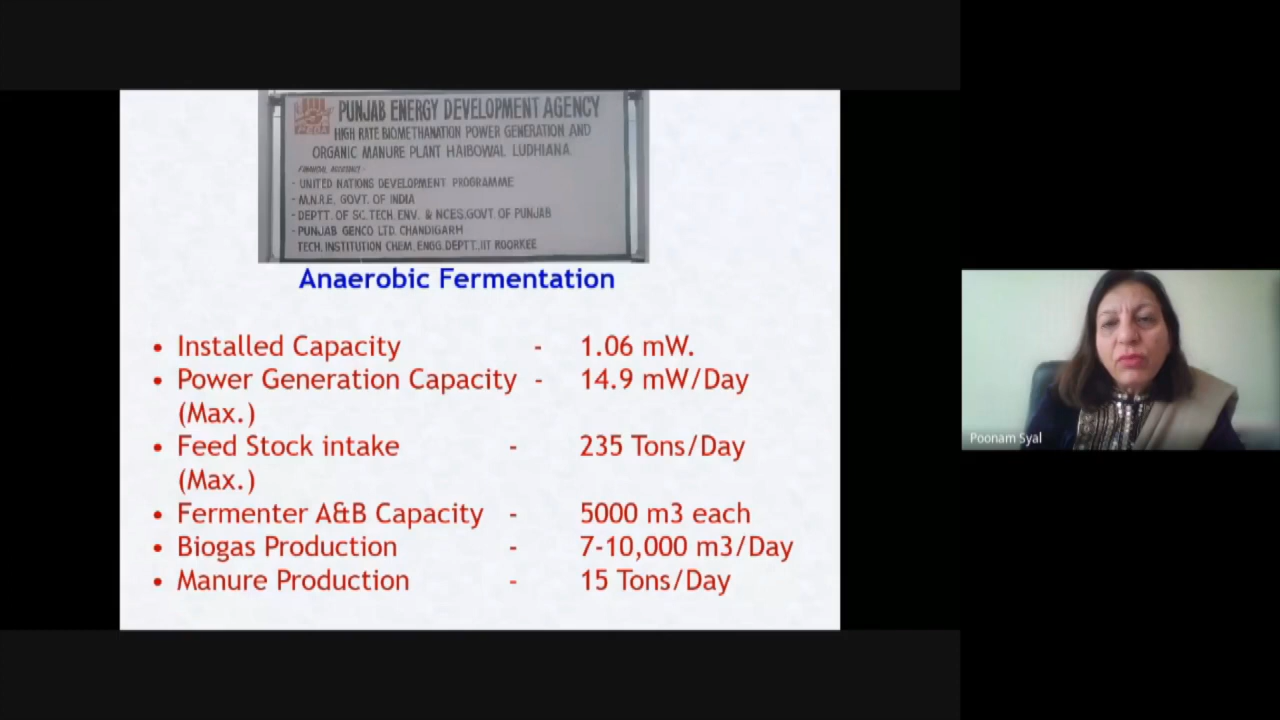 PUNJAB ENERGY DEVELOPMENT AGENCY
PEDA
HIGH RATE BIOMETHANATION POWER GENERATION AND
ORGANIC MANURE PLANT HAIBOWAL LUDHIANA
FINANCIAL ASSISTANCE:-
- UNITED NATIONS DEVELOPMENT PROGRAMME
- M.N.R.E. GOVT. OF INDIA
- DEPTT. OF SC.TECH. ENV. & NCES.GOVT. OF PUNJAB
- PUNJAB GENCO LTD. CHANDIGARH
TECH. INSTITUTION CHEM. ENGG. DEPTT., IIT ROORKEE
Anaerobic Fermentation
• Installed Capacity - 1.06 mW.
• Power Generation Capacity - 14.9 mW/Day
(Max.)
• Feed Stock intake - 235 Tons/Day
(Max.)
• Fermenter A&B Capacity - 5000 m3 each
• Biogas Production - 7-10,000 m3/Day
• Manure Production - 15 Tons/Day
Poonam Syal